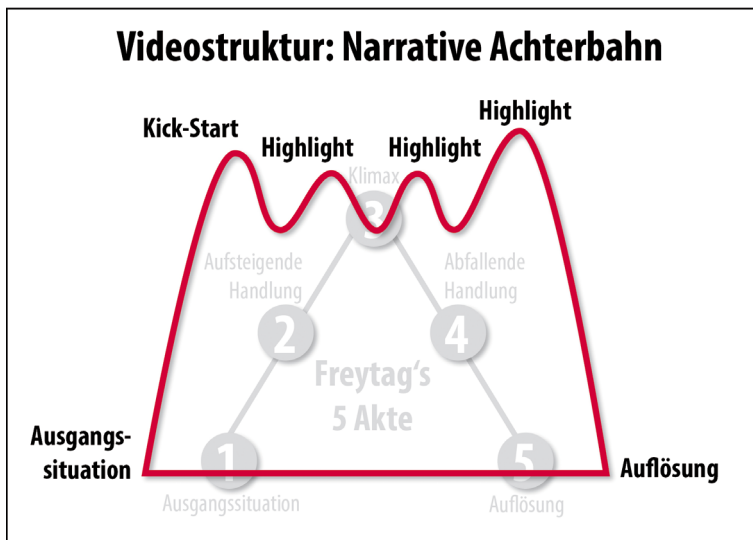 Videostruktur: Narrative Achterbahn
Highlight
Kick-Start
Highlight
Highlight
Klimax
3
Aufsteigende
Handlung
Abfallende
Handlung
2
4
Freytag‘s
5 Akte
Ausgangs-
situation
1
5
Auflösung
Ausgangssituation
Auflösung